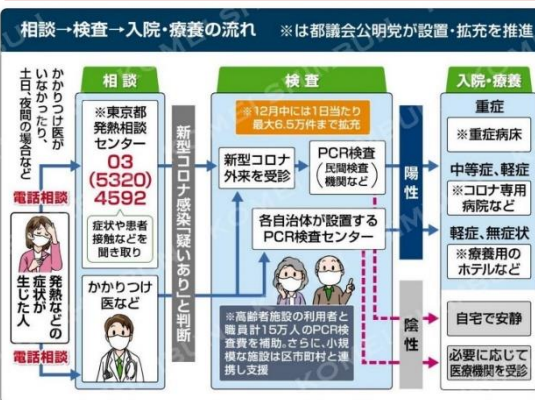 相談→検査→入院・療養の流れ ※は都議会公明党が設置・拡充を推進
かかりつけ医が
いなかったり、
土日、夜間の場合など
電話相談
発熱などの
症状が
生じた人
電話相談
相談
※東京都
発熱相談
センター
03
(5320)
4592
症状や患者
接触などを
聞き取り
かかりつけ
医など
新型コロナ感染「疑いあり」と判断
検査
※12月中には1日当たり
最大6.5万件まで拡充
新型コロナ
外来を受診
PCR検査
(民間検査
機関など)
各自治体が設置する
PCR検査センター
※高齢者施設の利用者と
職員計15万人のPCR検
査費を補助。さらに、小規
模な施設は区市町村と連
携し支援
陽性
陰性
入院・療養
重症
※重症病床
中等症、軽症
※コロナ専用
病院など
軽症、無症状
※療養用の
ホテルなど
自宅で安静
必要に応じて
医療機関を受診